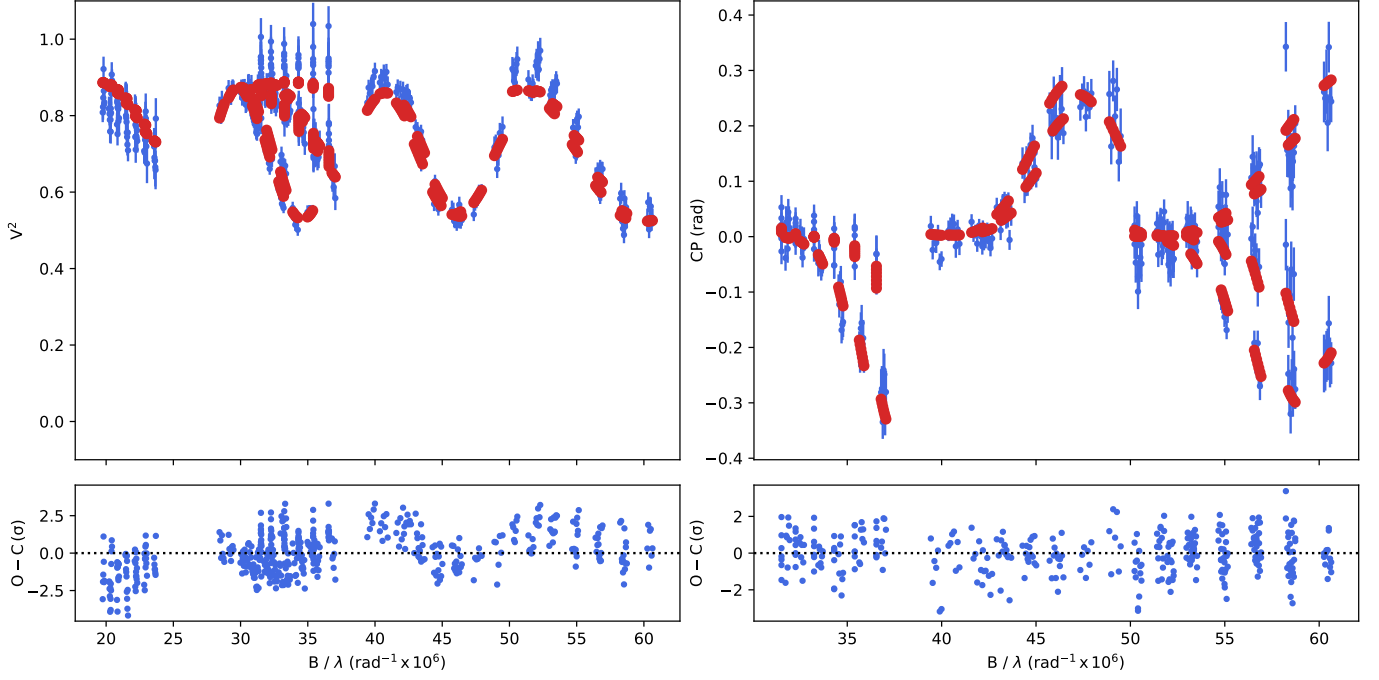 1.0
0.8
0.6
0.4
0.2
0.0
V²
0.4
0.3
0.2
0.1
0.0
−0.1
−0.2
−0.3
−0.4
CP (rad)
2.5
0.0
−2.5
O − C (σ)
20 25 30 35 40 45 50 55 60
B / λ (rad⁻¹ x 10⁶)
2
0
−2
O − C (σ)
35 40 45 50 55 60
B / λ (rad⁻¹ x 10⁶)